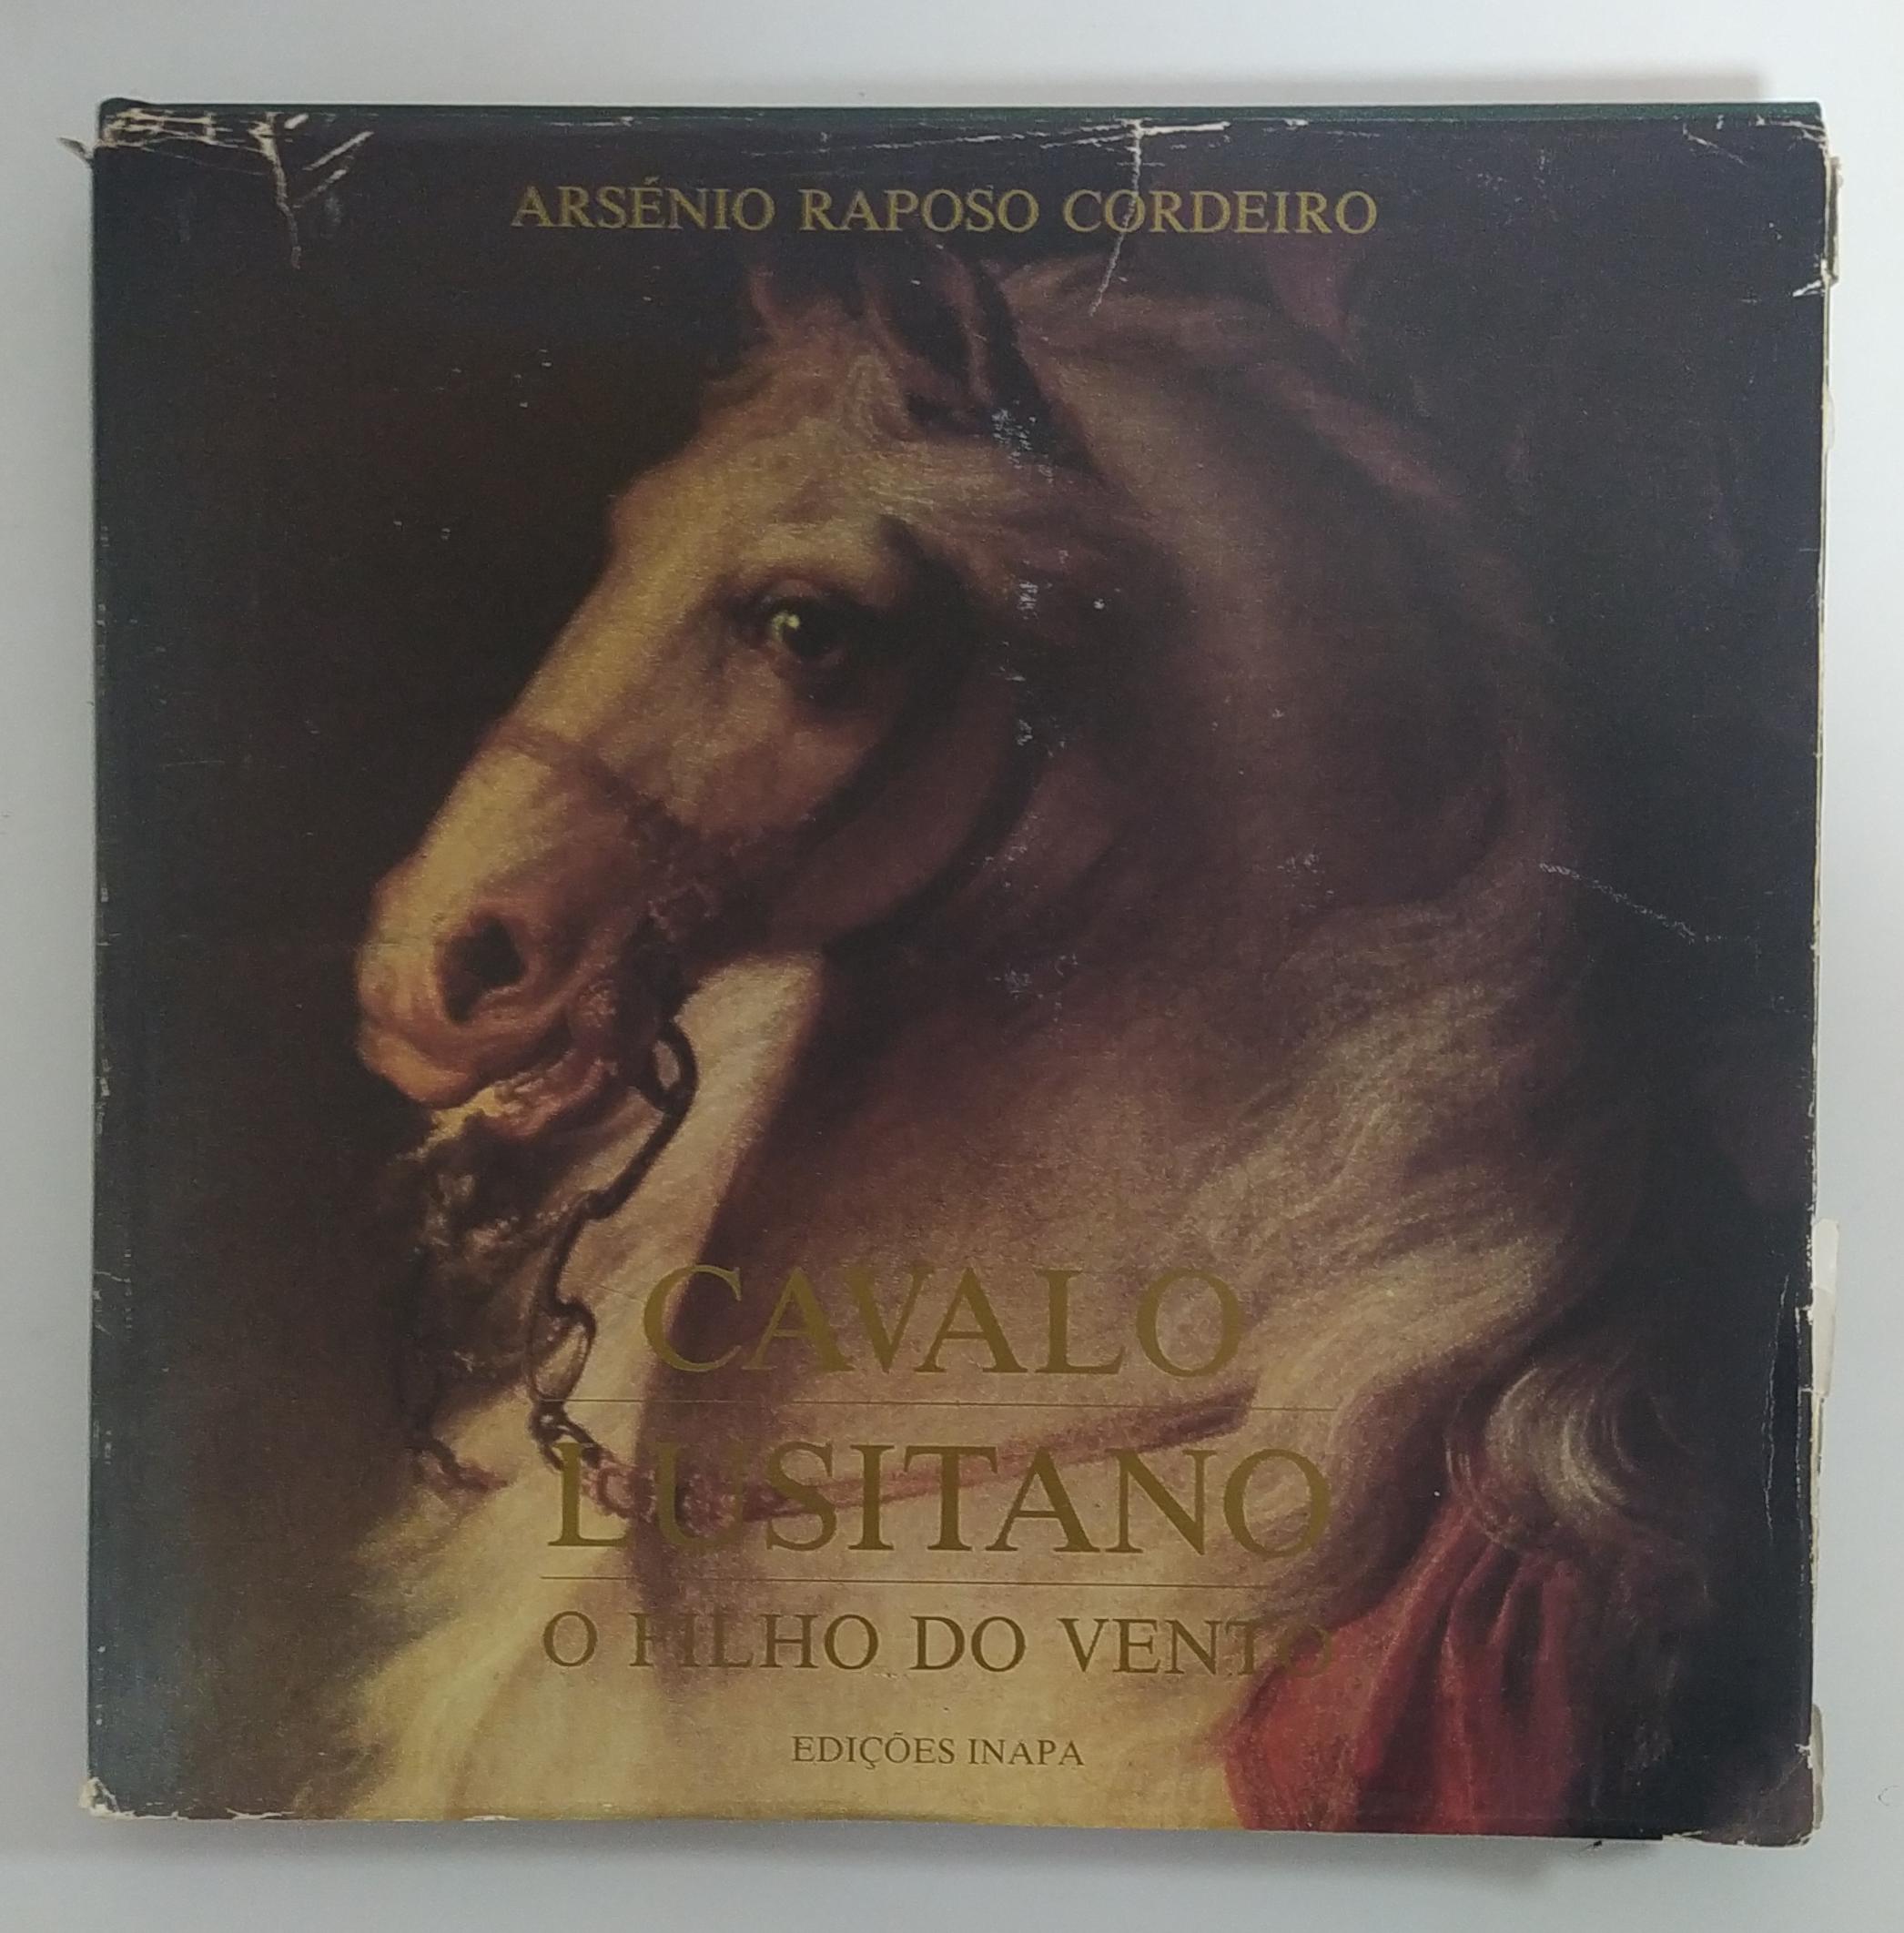 ARSÉNIO RAPOSO CORDEIRO
CAVALO
LUSITANO
O FILHO DO VENTO
EDIÇÕES INAPA